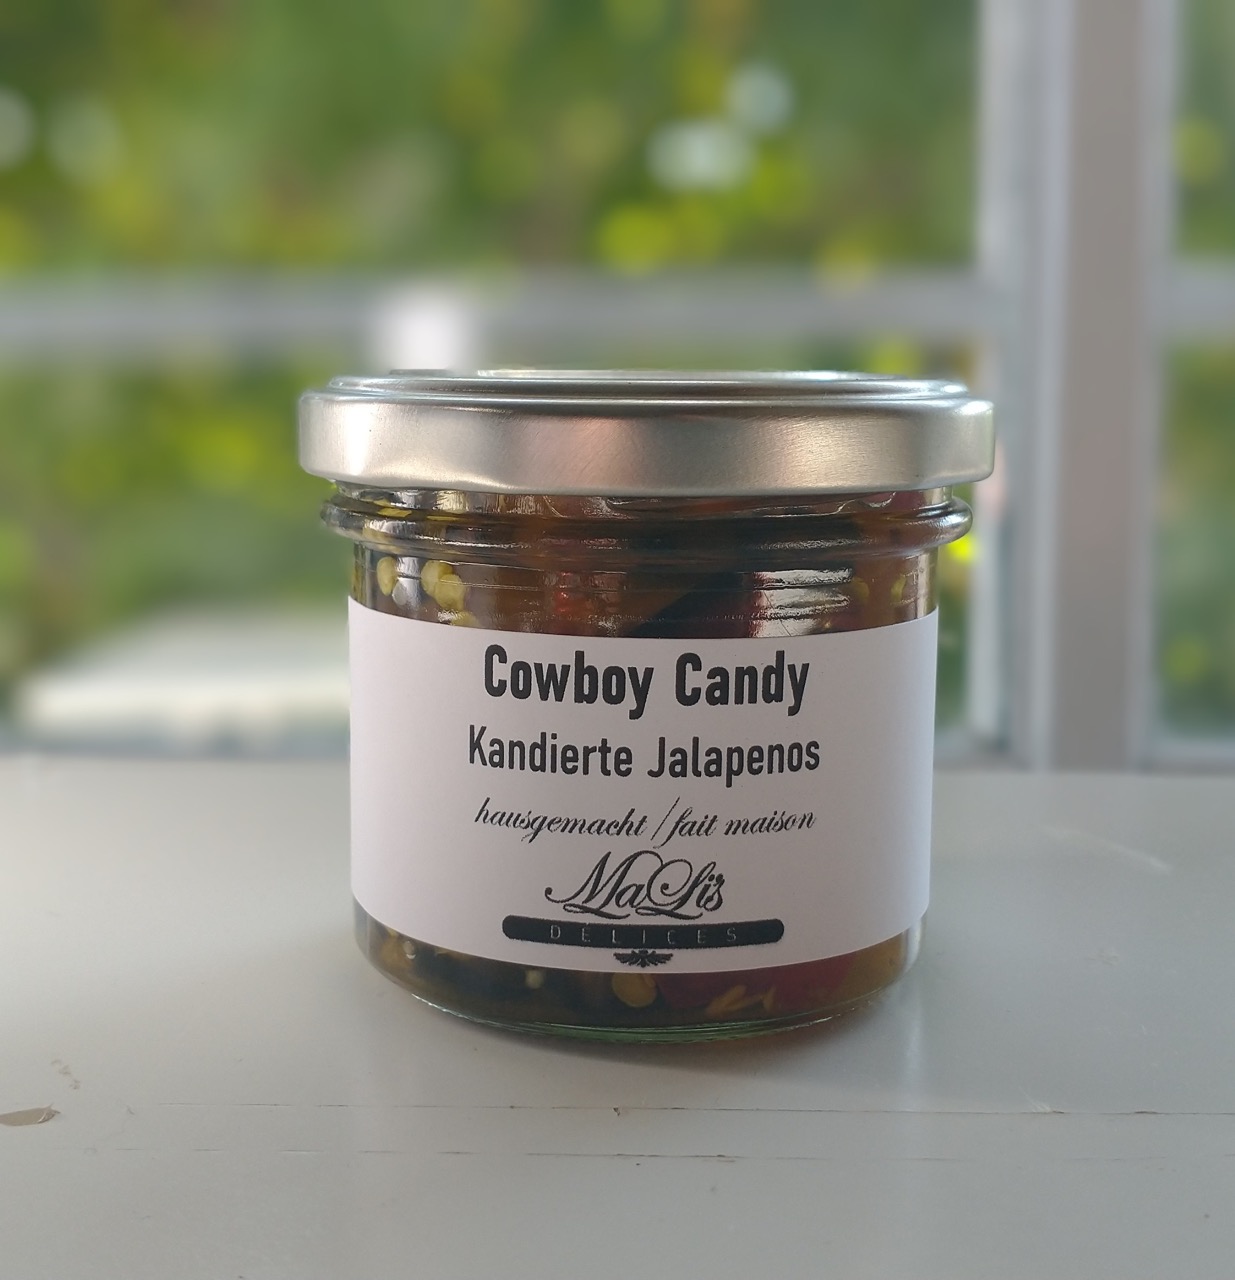 Cowboy Candy
Kandierte Jalapenos
hausgemacht / fait maison
MaLis
DÉLICES